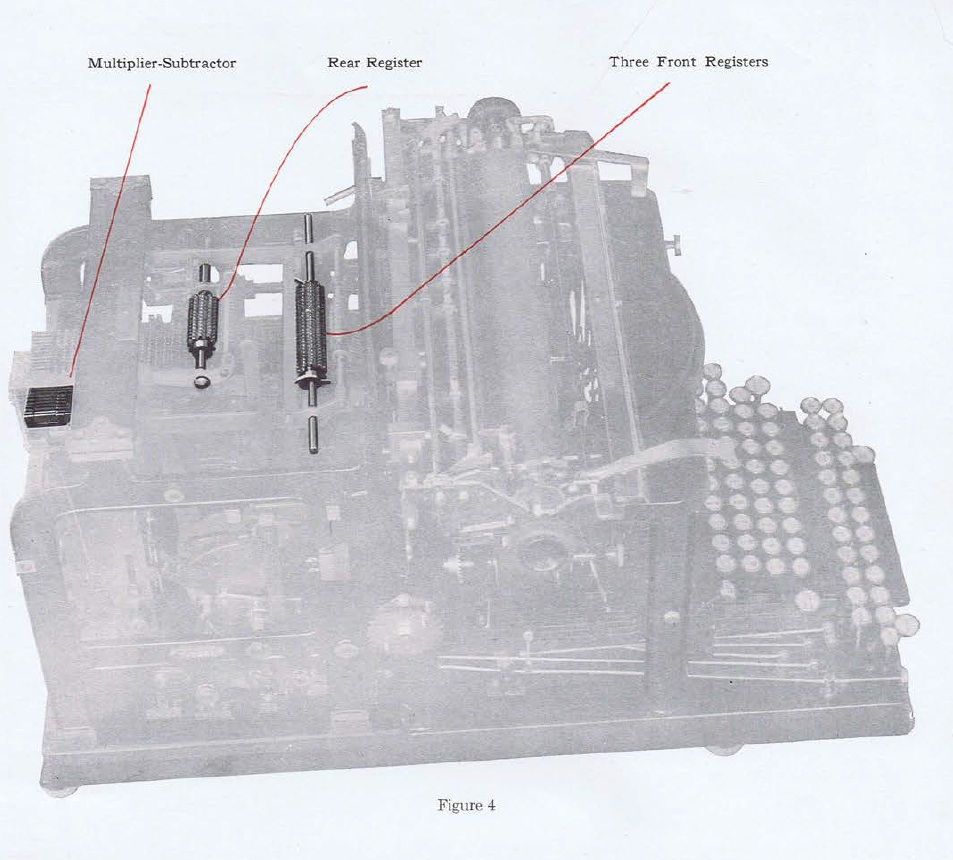 Multiplier-Subtractor
Rear Register
Three Front Registers
Figure 4